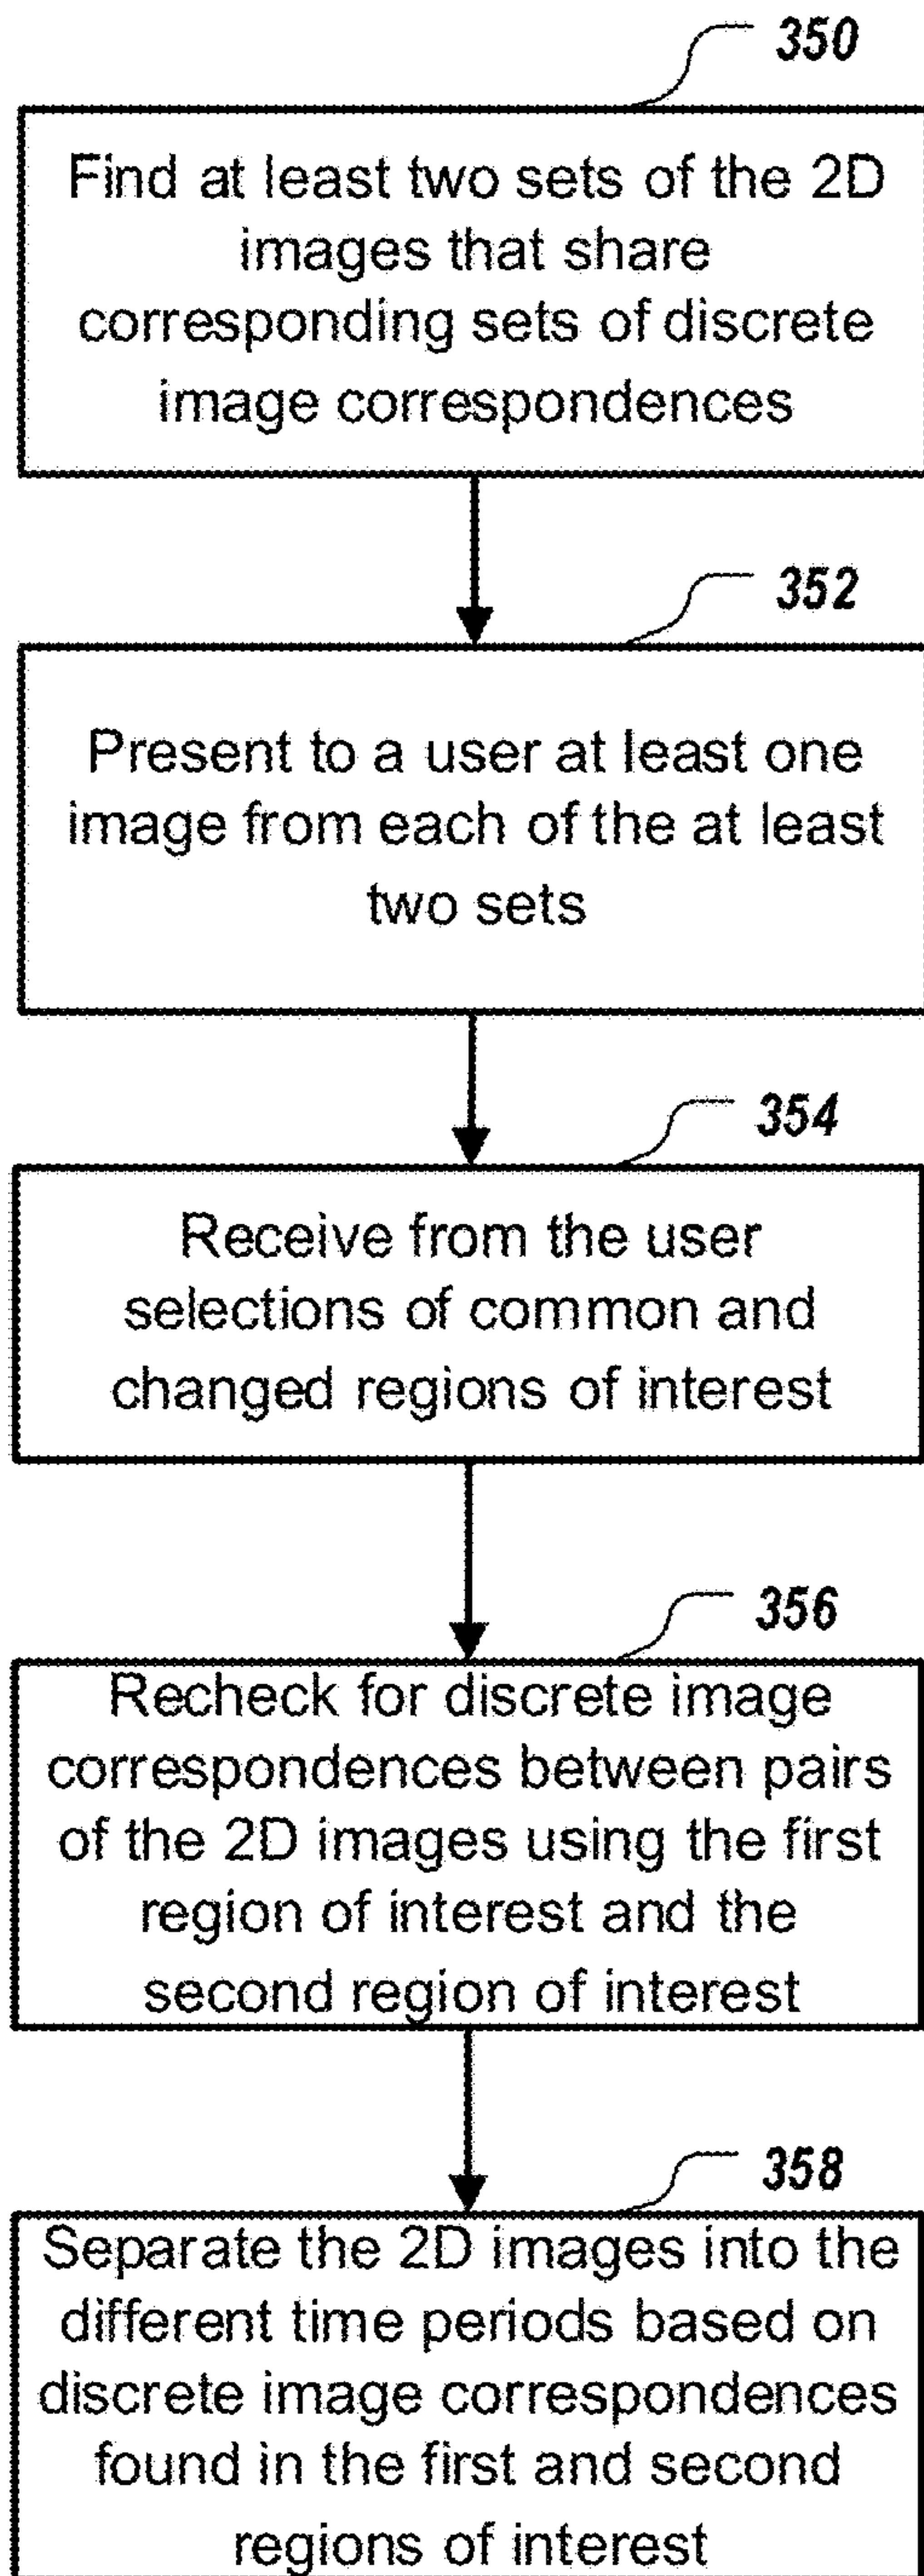 350
Find at least two sets of the 2D
images that share
corresponding sets of discrete
image correspondences
352
Present to a user at least one
image from each of the at least
two sets
354
Receive from the user
selections of common and
changed regions of interest
356
Recheck for discrete image
correspondences between pairs
of the 2D images using the first
region of interest and the
second region of interest
358
Separate the 2D images into the
different time periods based on
discrete image correspondences
found in the first and second
regions of interest